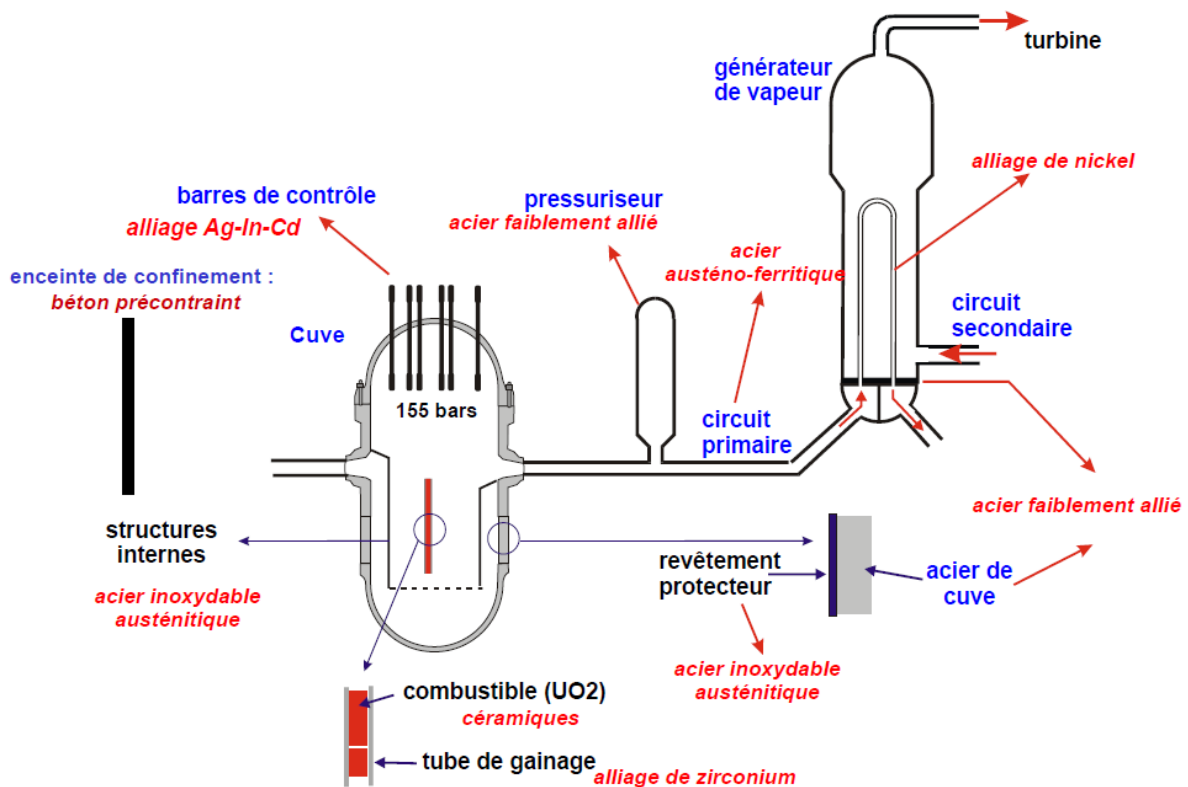 turbine
générateur
de vapeur
alliage de nickel
barres de contrôle
alliage Ag-In-Cd
pressuriseur
acier faiblement allié
acier
austéno-ferritique
enceinte de confinement :
béton précontraint
circuit
secondaire
Cuve
155 bars
circuit
primaire
acier faiblement allié
structures
internes
acier inoxydable
austénitique
revêtement
protecteur
acier de
cuve
acier inoxydable
austénitique
combustible (UO2)
céramiques
tube de gainage
alliage de zirconium